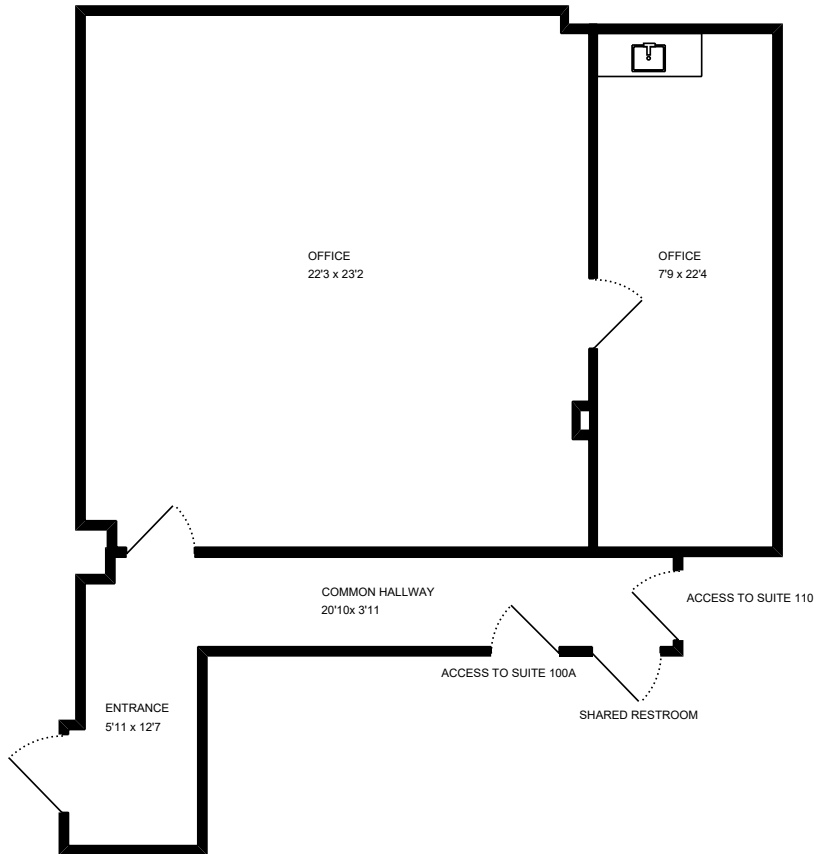 OFFICE
22'3 x 23'2
OFFICE
7'9 x 22'4
COMMON HALLWAY
20'10x 3'11
ACCESS TO SUITE 110
ACCESS TO SUITE 100A
ENTRANCE
5'11 x 12'7
SHARED RESTROOM